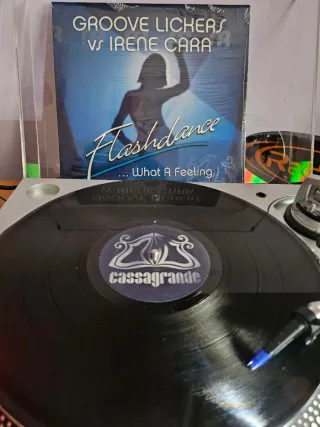 GROOVE LICKERS
VS IRENE CARA
Flashdance
... What A Feeling
cassagrande